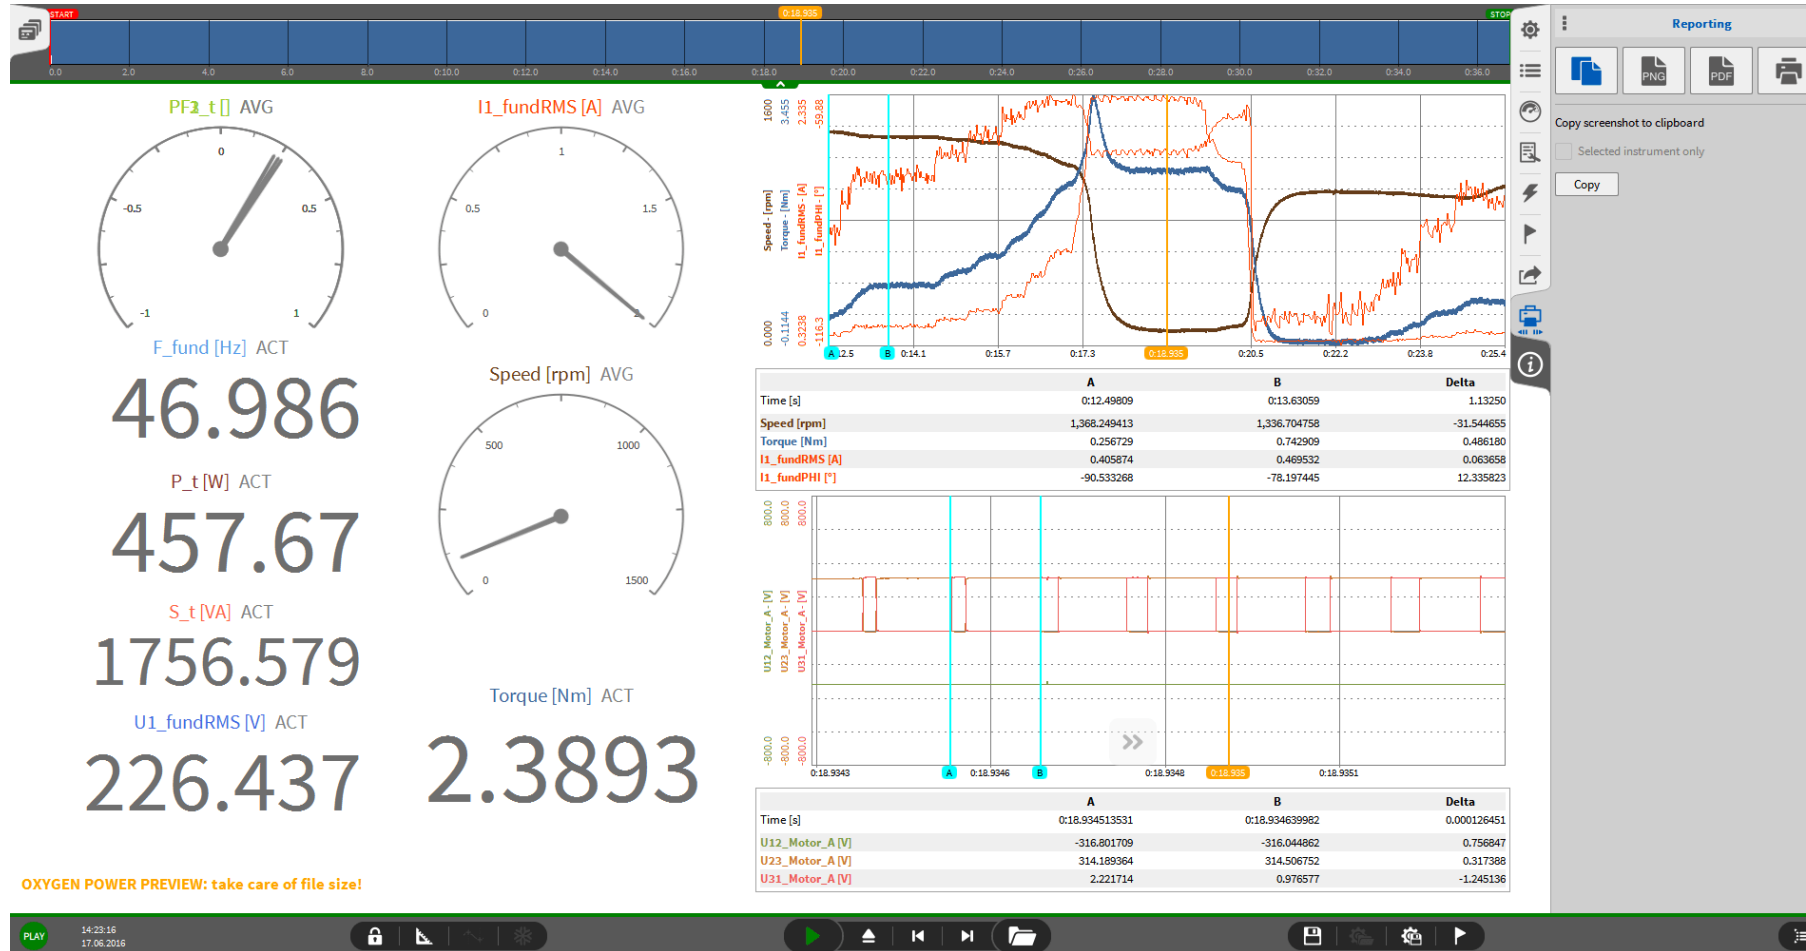 START
0:18.935
STOP
0.0 2.0 4.0 6.0 8.0 0:10.0 0:12.0 0:14.0 0:16.0 0:18.0 0:20.0 0:22.0 0:24.0 0:26.0 0:28.0 0:30.0 0:32.0 0:34.0 0:36.0
Reporting
PNG PDF
Copy screenshot to clipboard
Selected instrument only
Copy
AVG
-1 -0.5 0 0.5 1
I1_fundRMS [A] AVG
0 0.5 1 1.5 2
F_fund [Hz] ACT
46.986
P_t [W] ACT
457.67
S_t [VA] ACT
1756.579
U1_fundRMS [V] ACT
226.437
Speed [rpm] AVG
0 500 1000 1500
Torque [Nm] ACT
2.3893
OXYGEN POWER PREVIEW: take care of file size!
1600 3.455 2.335 -59.88
Speed - [rpm]
Torque - [Nm]
I1_fundRMS - [A]
I1_fundPHI - [°]
0.000 -0.1144 0.3238 -116.3
A 12.5 B 0:14.1 0:15.7 0:17.3 0:18.935 0:20.5 0:22.2 0:23.8 0:25.4
A B Delta
Time [s] 0:12.49809 0:13.63059 1.13250
Speed [rpm] 1,368.249413 1,336.704758 -31.544655
Torque [Nm] 0.256729 0.742909 0.486180
I1_fundRMS [A] 0.405874 0.469532 0.063658
I1_fundPHI [°] -90.533268 -78.197445 12.335823
800.0 800.0 800.0
U12_Motor_A - [V]
U23_Motor_A - [V]
U31_Motor_A - [V]
-800.0 -800.0 -800.0
0:18.9343 A 0:18.9346 B 0:18.9348 0:18.935 0:18.9351
A B Delta
Time [s] 0:18.934513531 0:18.934639982 0.000126451
U12_Motor_A [V] -316.801709 -316.044862 0.756847
U23_Motor_A [V] 314.189364 314.506752 0.317388
U31_Motor_A [V] 2.221714 0.976577 -1.245136
PLAY
14:23:16
17.06.2016